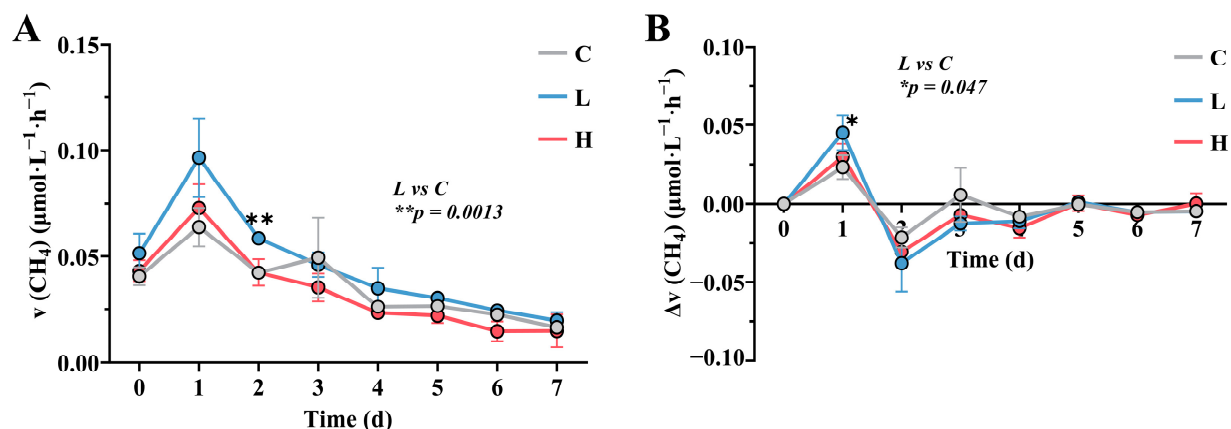 A
v (CH₄) (μmol·L⁻¹·h⁻¹)
0.15
0.10
0.05
0.00
C
L
H
**
L vs C
**p = 0.0013
0 1 2 3 4 5 6 7
Time (d)
B
Δv (CH₄) (μmol·L⁻¹·h⁻¹)
0.10
0.05
0.00
−0.05
−0.10
L vs C
*p = 0.047
C
L
H
*
0 1 2 3 5 6 7
Time (d)